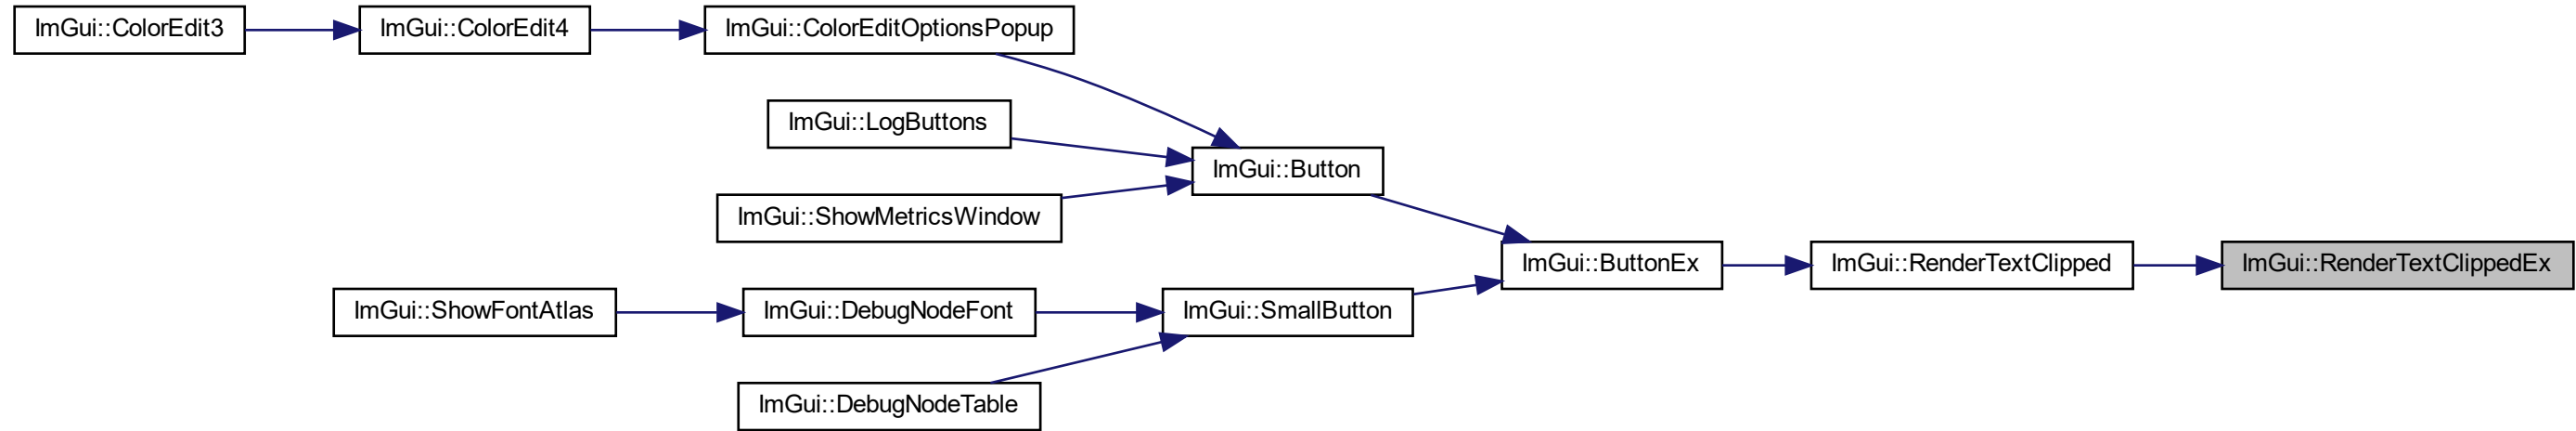 ImGui::ColorEdit3
ImGui::ColorEdit4
ImGui::ColorEditOptionsPopup
ImGui::LogButtons
ImGui::Button
ImGui::ShowMetricsWindow
ImGui::ButtonEx
ImGui::RenderTextClipped
ImGui::RenderTextClippedEx
ImGui::ShowFontAtlas
ImGui::DebugNodeFont
ImGui::SmallButton
ImGui::DebugNodeTable